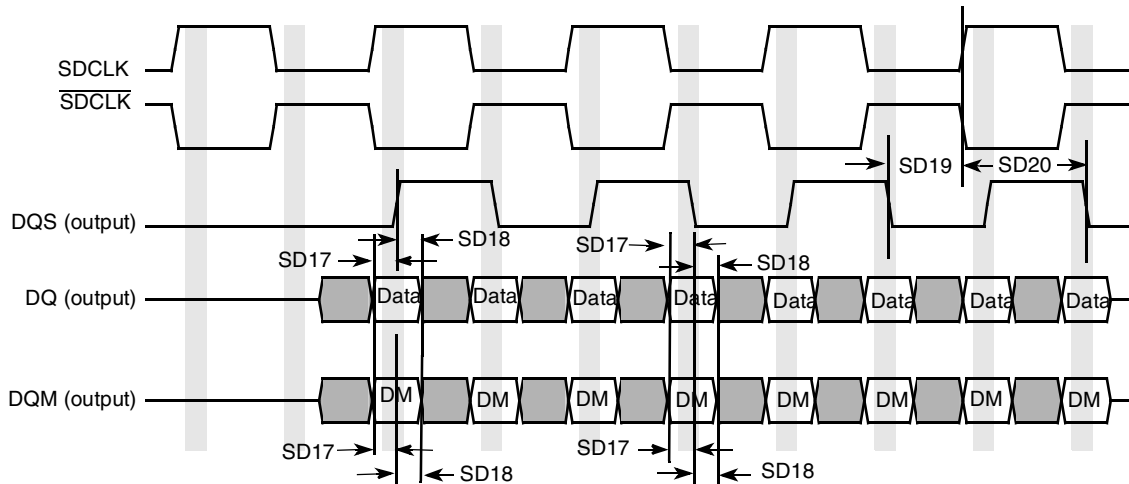 SDCLK
SDCLK
SD19 SD20
DQS (output)
SD18 SD17
SD17 SD18
DQ (output) Data Data Data Data Data Data Data Data
DQM (output) DM DM DM DM DM DM DM DM
SD17 SD17
SD18 SD18